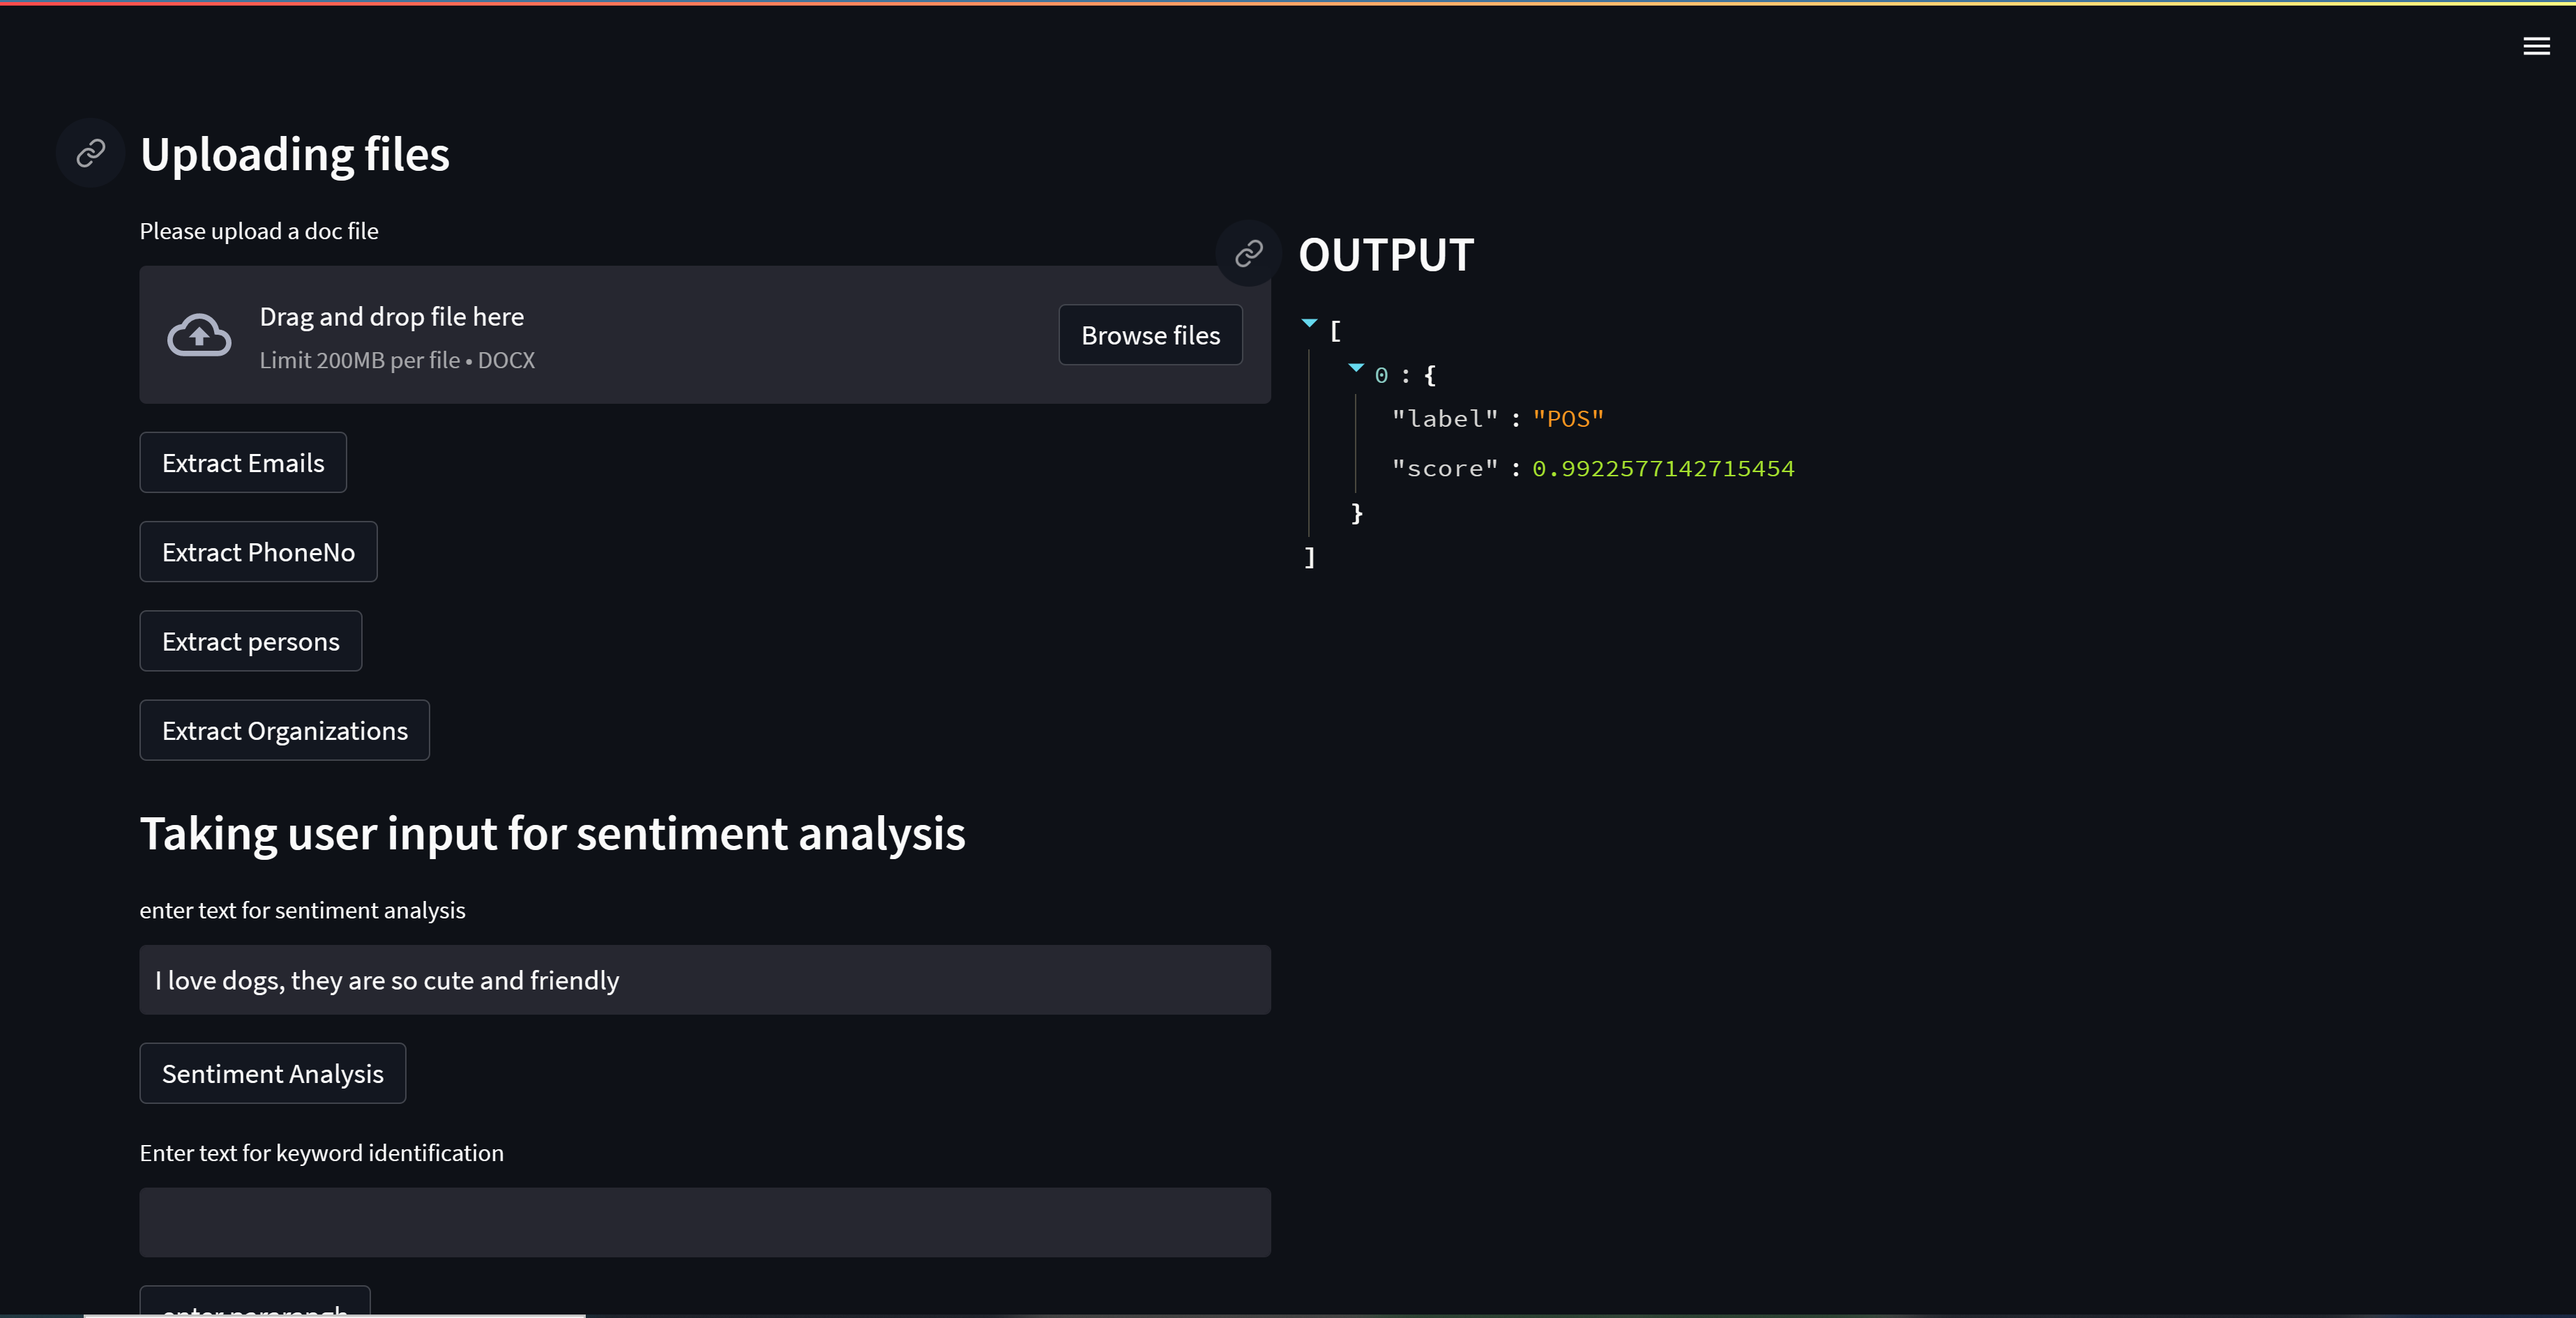 Uploading files
Please upload a doc file
Drag and drop file here
Limit 200MB per file • DOCX
Browse files
Extract Emails
Extract PhoneNo
Extract persons
Extract Organizations
Taking user input for sentiment analysis
enter text for sentiment analysis
I love dogs, they are so cute and friendly
Sentiment Analysis
Enter text for keyword identification
enter
OUTPUT
[
0 : {
"label" : "POS"
"score" : 0.9922577142715454
}
]